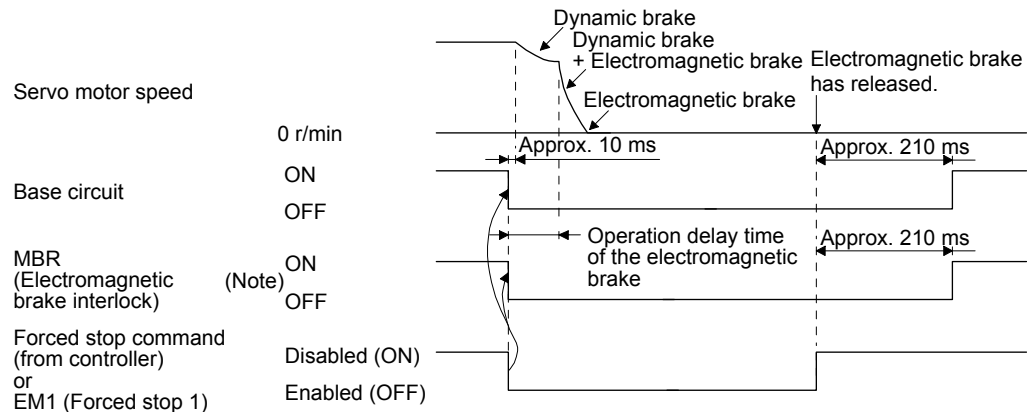 Dynamic brake
Dynamic brake
+ Electromagnetic brake
Electromagnetic brake
has released.
Servo motor speed
Electromagnetic brake
0 r/min
Approx. 10 ms
Approx. 210 ms
Base circuit
ON
OFF
Operation delay time
of the electromagnetic
brake
Approx. 210 ms
MBR
(Electromagnetic
brake interlock)
(Note)
ON
OFF
Forced stop command
(from controller)
or
EM1 (Forced stop 1)
Disabled (ON)
Enabled (OFF)